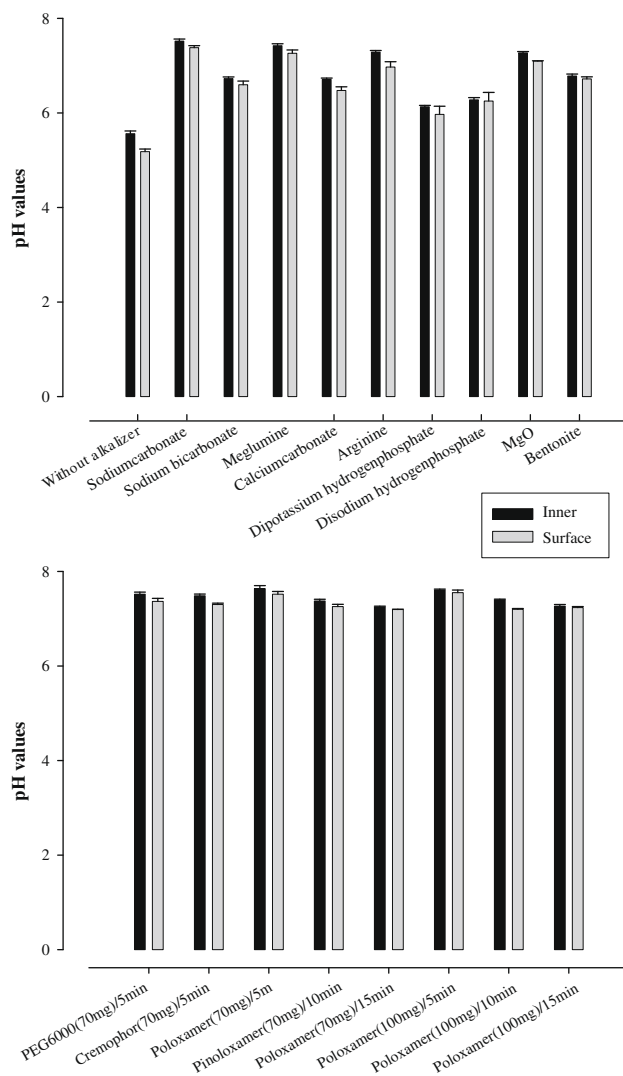 8
6
4
2
0
pH values
Without alkalizer
Sodiumcarbonate
Sodium bicarbonate
Meglumine
Calciumcarbonate
Arginine
Dipotassium hydrogenphosphate
Disodium hydrogenphosphate
MgO
Bentonite
Inner
Surface
8
6
4
2
0
pH values
PEG6000(70mg)/5min
Cremophor(70mg)/5min
Poloxamer(70mg)/5m
Pinoloxamer(70mg)/10min
Poloxamer(70mg)/15min
Poloxamer(100mg)/5min
Poloxamer(100mg)/10min
Poloxamer(100mg)/15min